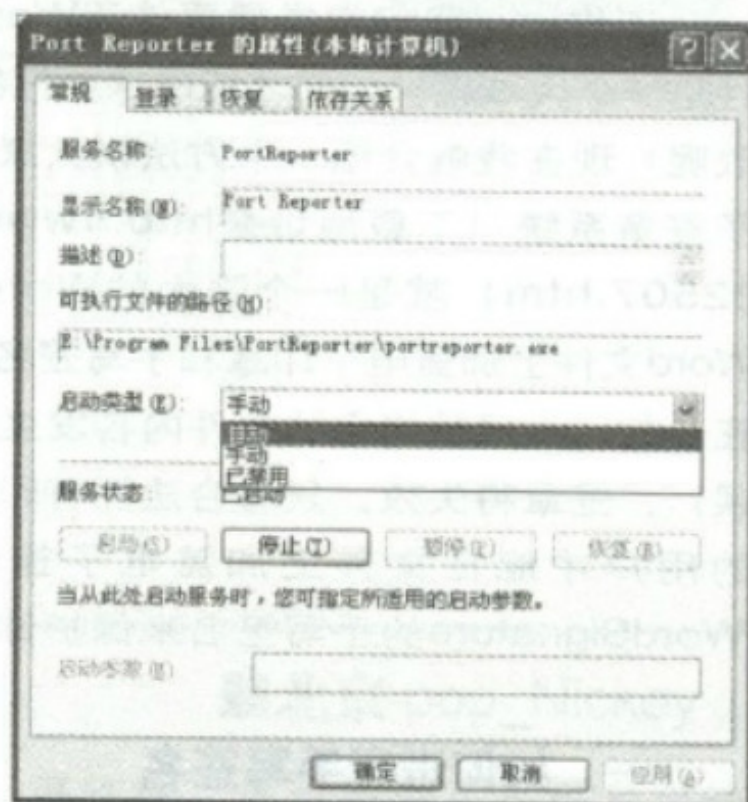 Port Reporter 的属性(本地计算机)
常规 登录 恢复 依存关系
服务名称 PortReporter
显示名称(N): Port Reporter
描述(D):
可执行文件的路径(H):
E:\Program Files\PortReporter\portreporter.exe
启动类型(E): 手动
自动
手动
已禁用
服务状态 已启动
启动(S) 停止(T) 暂停(P) 恢复(R)
当从此处启动服务时，您可指定所适用的启动参数。
启动参数(M)
确定 取消 应用(A)